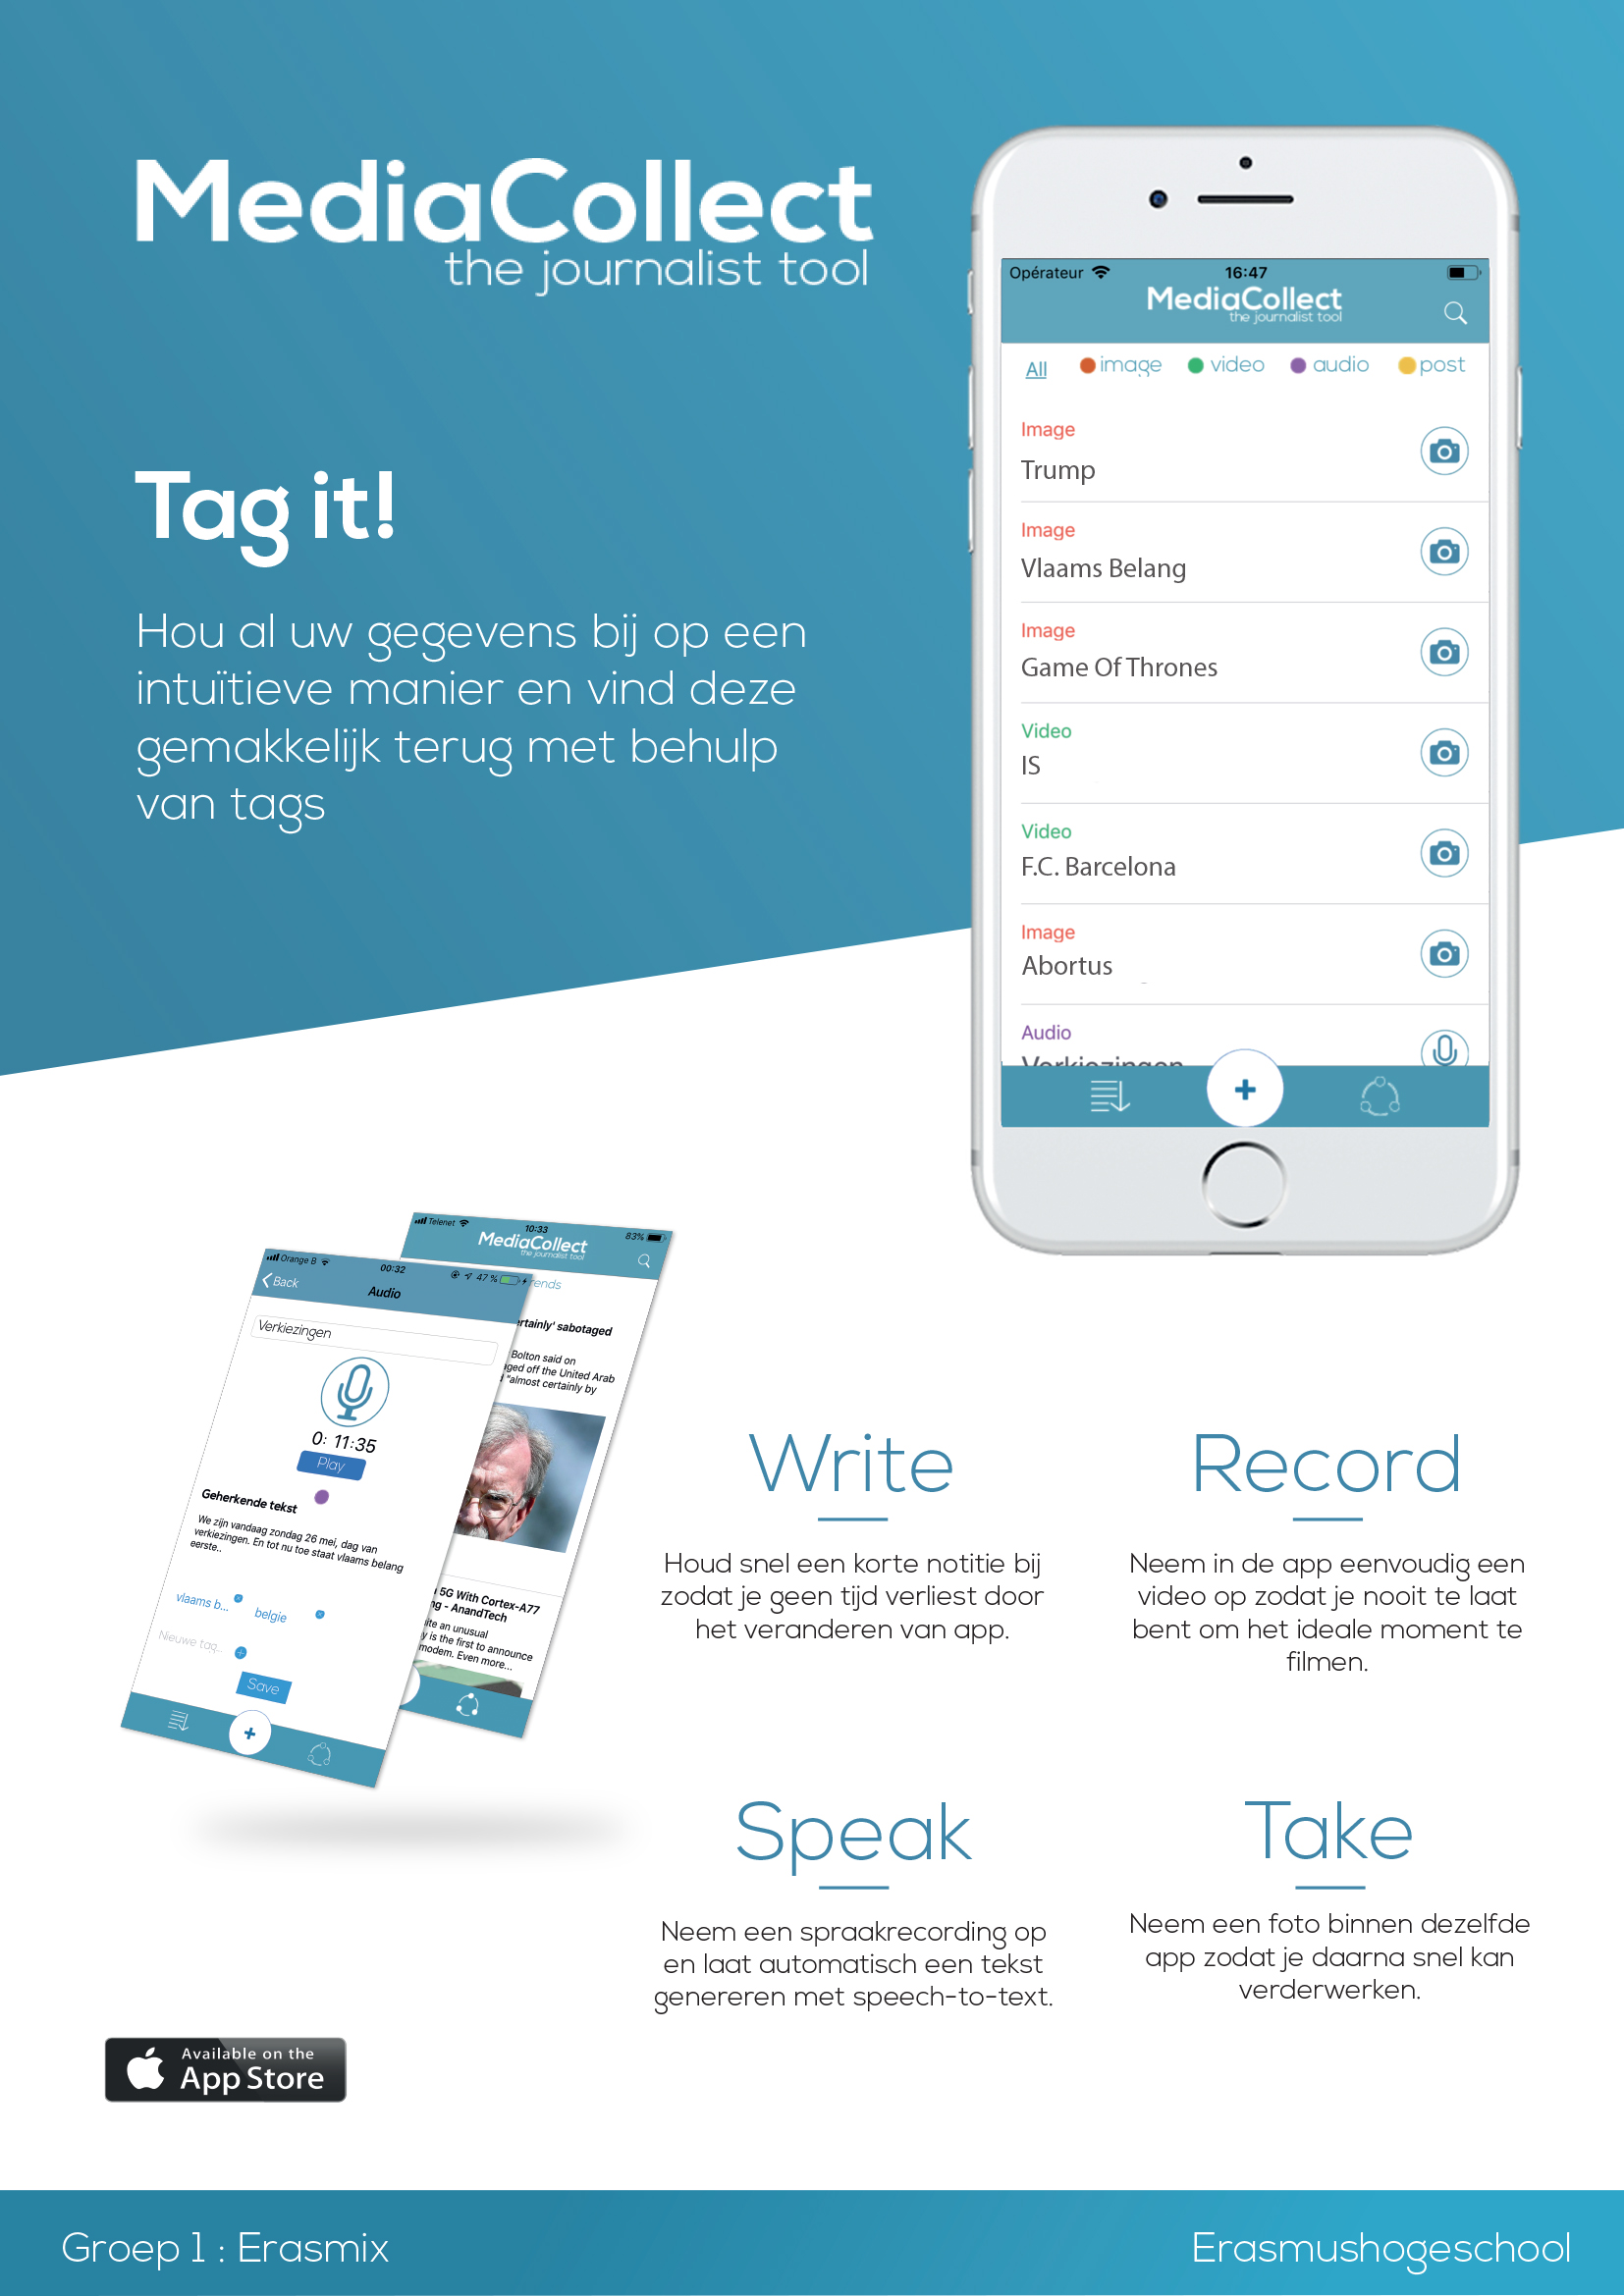 MediaCollect
the journalist tool
Tag it!
Hou al uw gegevens bij op een
intuïtieve manier en vind deze
gemakkelijk terug met behulp
van tags
Opérateur 16:47
MediaCollect
the journalist tool
All image video audio post
Image
Trump
Image
Vlaams Belang
Image
Game Of Thrones
Video
IS
Video
F.C. Barcelona
Image
Abortus
Audio
Verkiezingen
+
Telenet 10:33 83%
MediaCollect
the journalist tool
rends
ertainly' sabotaged
Bolton said on
aged off the United Arab
"almost certainly by
5G With Cortex-A77
ng - AnandTech
ite an unusual
y is the first to announce
modem. Even more...
Orange B 00:32 47 %
Back
Audio
Verkiezingen
0: 11:35
Play
Geherkende tekst
We zijn vandaag zondag 26 mei, dag van
verkiezingen. En tot nu toe staat vlaams belang
eerste..
vlaams b... belgie
Nieuwe tag...
Save
+
Write
Houd snel een korte notitie bij
zodat je geen tijd verliest door
het veranderen van app.
Record
Neem in de app eenvoudig een
video op zodat je nooit te laat
bent om het ideale moment te
filmen.
Speak
Neem een spraakrecording op
en laat automatisch een tekst
genereren met speech-to-text.
Take
Neem een foto binnen dezelfde
app zodat je daarna snel kan
verderwerken.
Available on the
App Store
Groep 1 : Erasmix
Erasmushogeschool